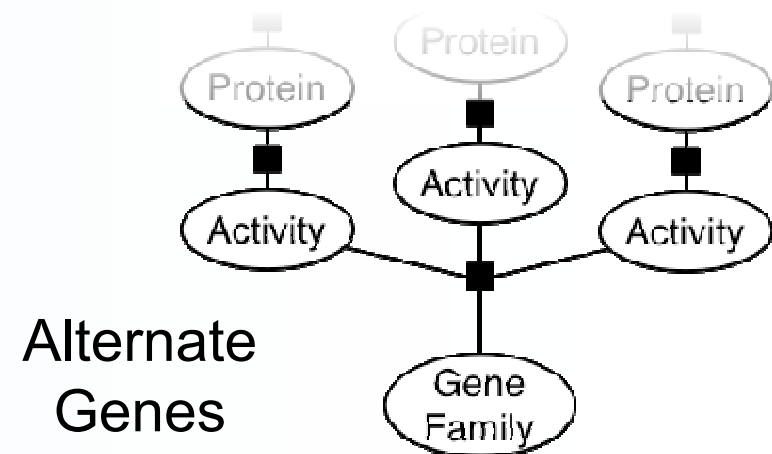 Protein
Protein
Protein
Activity
Activity
Activity
Alternate
Genes
Gene
Family